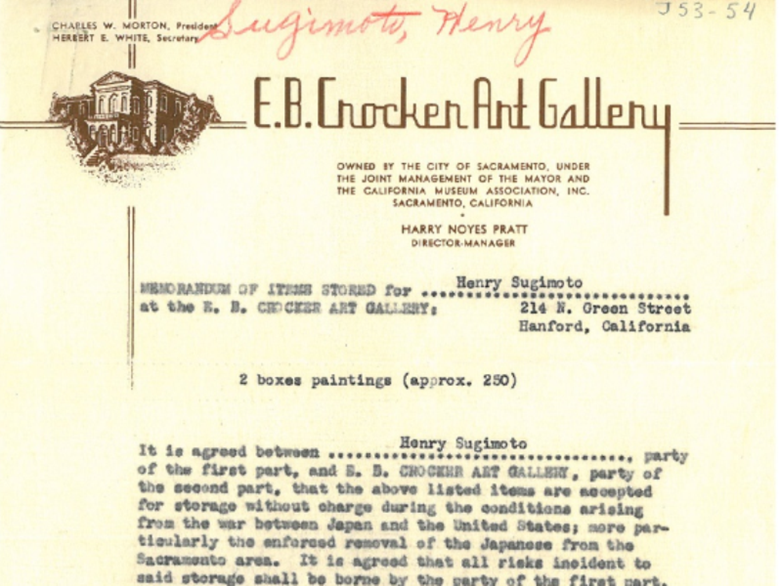 CHARLES W. MORTON, President
HERBERT E. WHITE, Secretary
Sugimoto, Henry
J53-54
E.B. Crocker Art Gallery
OWNED BY THE CITY OF SACRAMENTO, UNDER
THE JOINT MANAGEMENT OF THE MAYOR AND
THE CALIFORNIA MUSEUM ASSOCIATION, INC.
SACRAMENTO, CALIFORNIA
HARRY NOYES PRATT
DIRECTOR-MANAGER
MEMORANDUM OF ITEMS STORED for Henry Sugimoto
at the E. B. CROCKER ART GALLERY: 214 N. Green Street
Hanford, California
2 boxes paintings (approx. 250)
It is agreed between Henry Sugimoto, party
of the first part, and E. B. CROCKER ART GALLERY, party of
the second part, that the above listed items are accepted
for storage without charge during the conditions arising
from the war between Japan and the United States; more par-
ticularly the enforced removal of the Japanese from the
Sacramento area. It is agreed that all risks incident to
said storage shall be borne by the party of the first part.